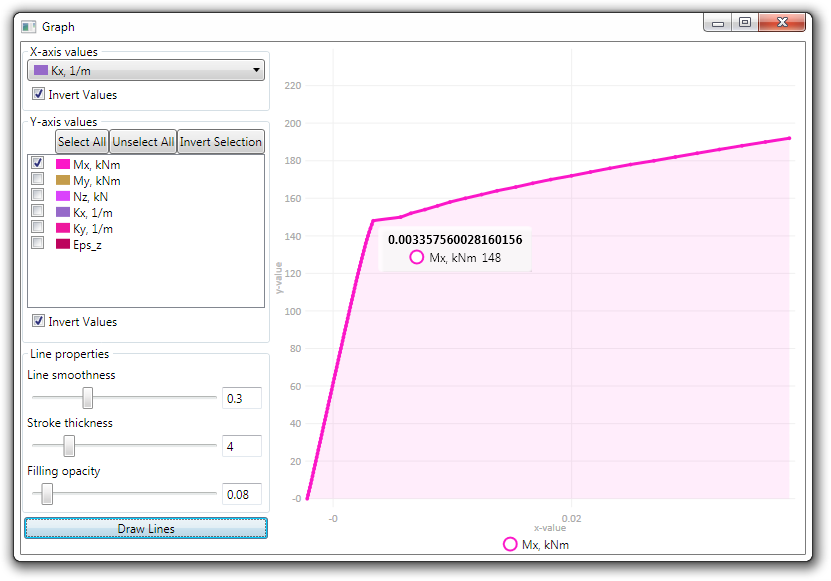 Graph
X-axis values
Kx, 1/m
Invert Values
Y-axis values
Select All Unselect All Invert Selection
Mx, kNm
My, kNm
Nz, kN
Kx, 1/m
Ky, 1/m
Eps_z
Invert Values
Line properties
Line smoothness
0.3
Stroke thickness
4
Filling opacity
0.08
Draw Lines
220
200
180
160
140
120
100
80
60
40
20
-0
y-value
0.003357560028160156
Mx, kNm 148
-0 0.02
x-value
Mx, kNm